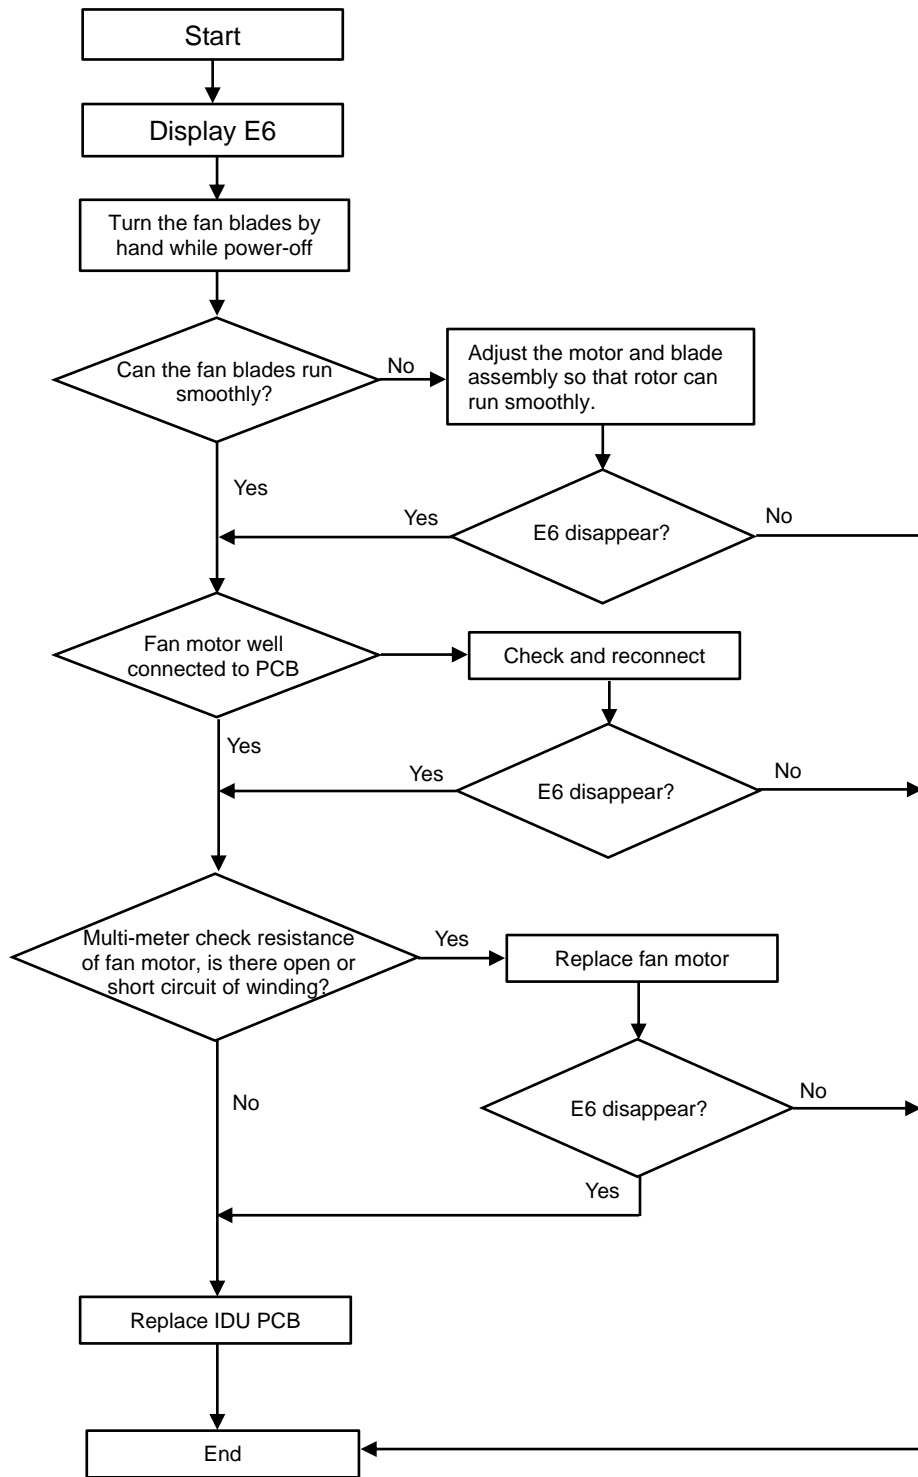 Start
Display E6
Turn the fan blades by
hand while power-off
Can the fan blades run
smoothly?
No
Adjust the motor and blade
assembly so that rotor can
run smoothly.
Yes
Yes
E6 disappear?
No
Fan motor well
connected to PCB
Check and reconnect
Yes
Yes
E6 disappear?
No
Multi-meter check resistance
of fan motor, is there open or
short circuit of winding?
Yes
Replace fan motor
No
E6 disappear?
No
Yes
Replace IDU PCB
End